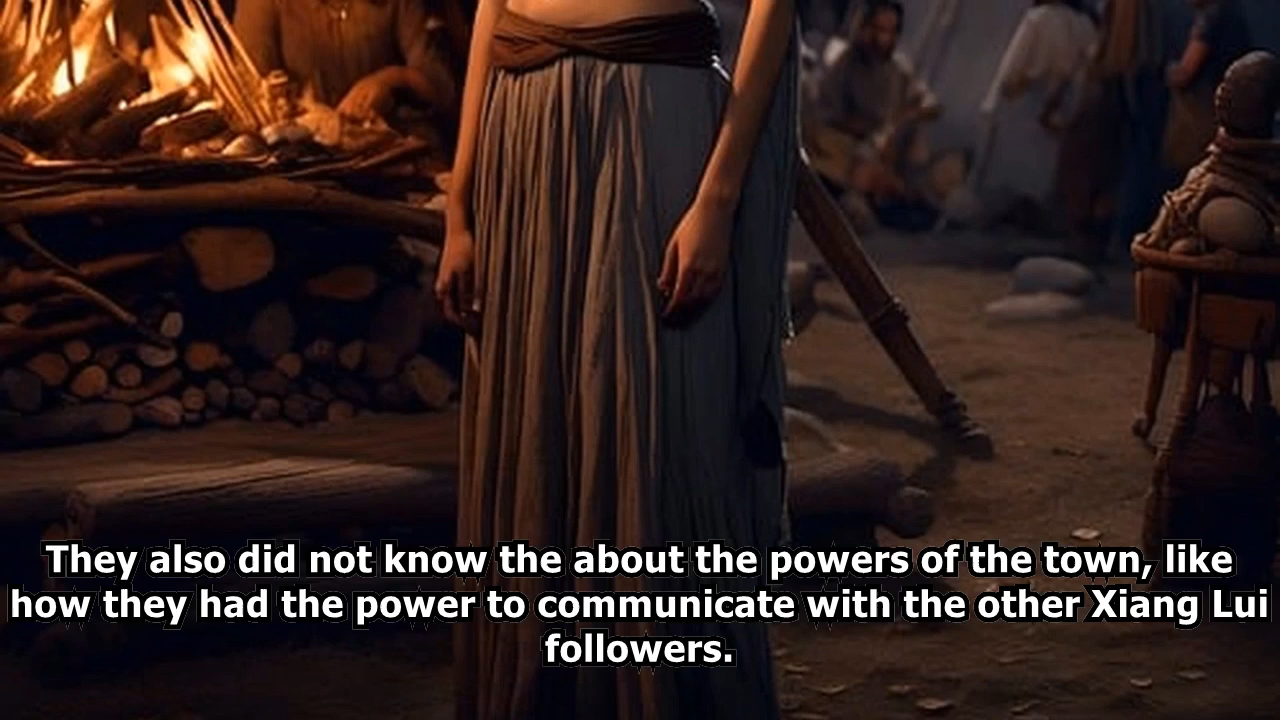 They also did not know the about the powers of the town, like
how they had the power to communicate with the other Xiang Lui
followers.